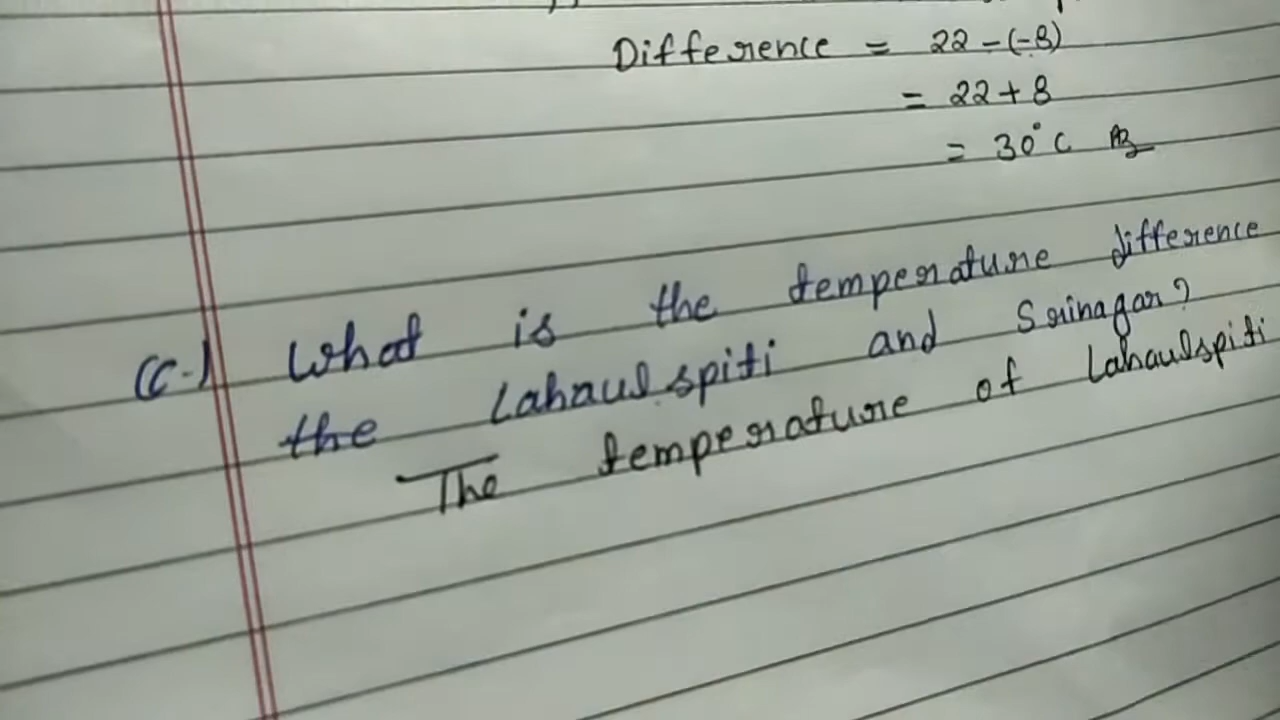 Difference = 22 - (-8)
= 22 + 8
= 30°C
(C.) What is the temperature difference
the Lahaulspiti and Srinagar?
The temperature of Lahaulspiti